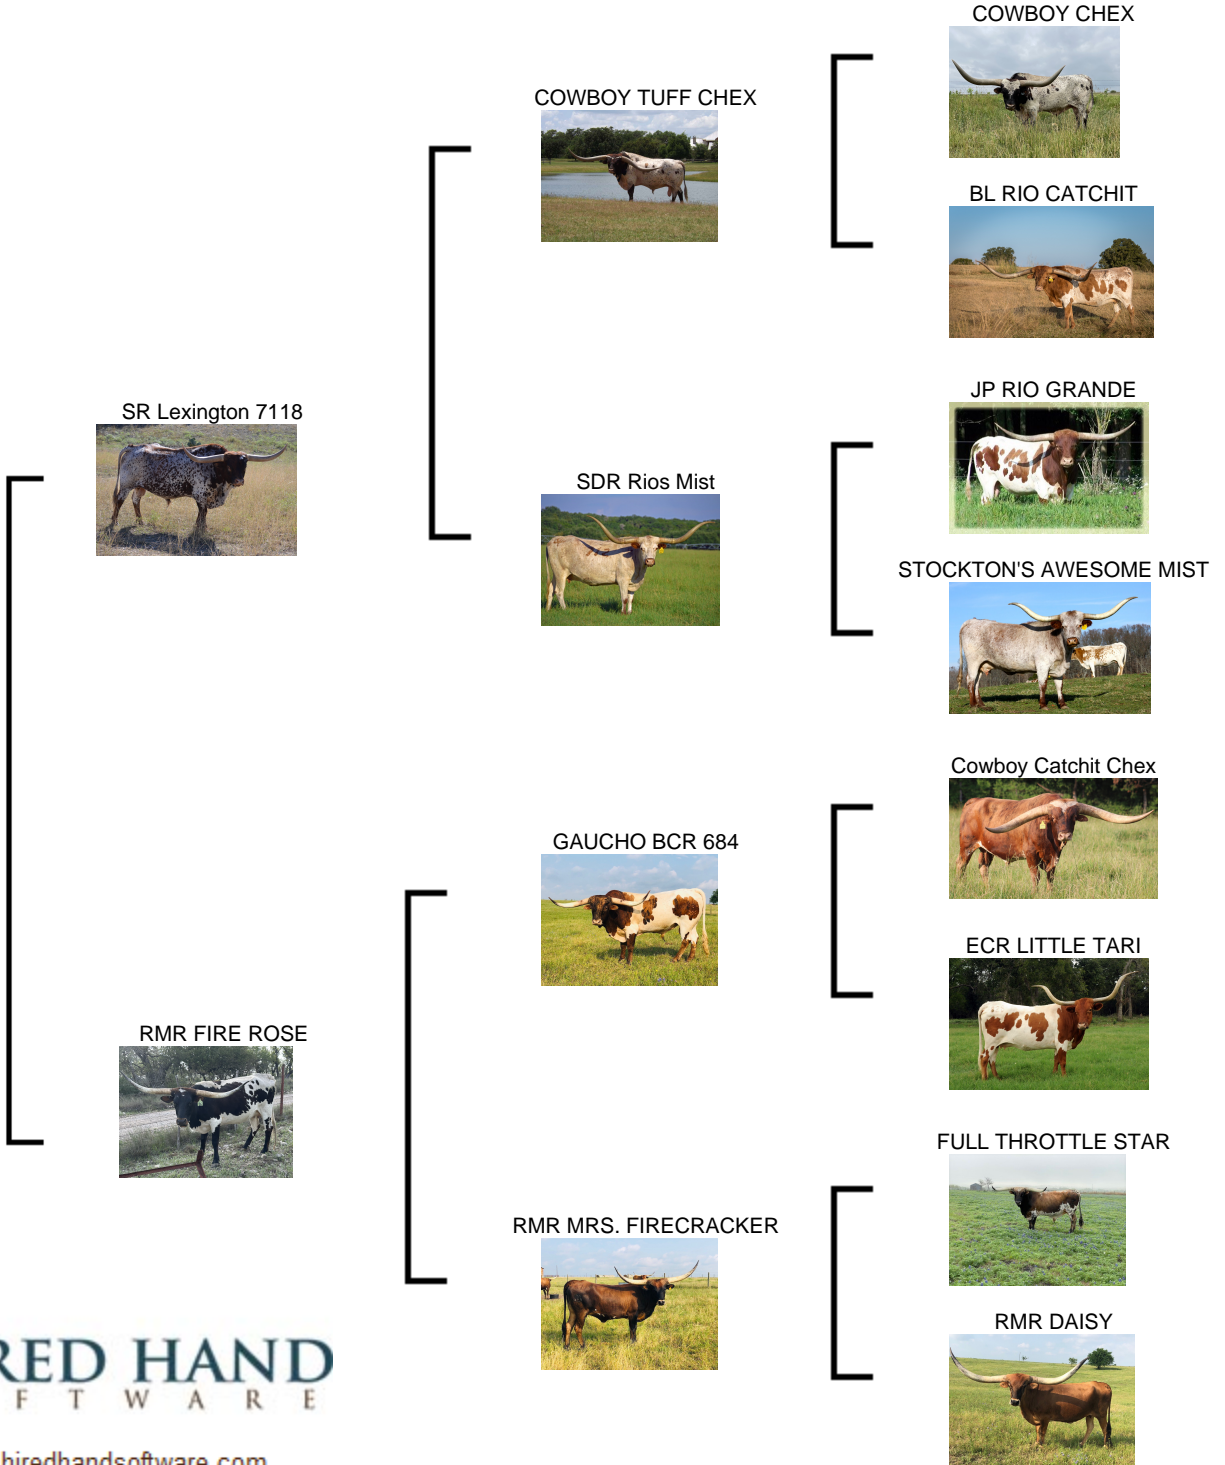 COWBOY CHEX
COWBOY TUFF CHEX
BL RIO CATCHIT
JP RIO GRANDE
SR Lexington 7118
SDR Rios Mist
STOCKTON'S AWESOME MIST
Cowboy Catchit Chex
GAUCHO BCR 684
ECR LITTLE TARI
RMR FIRE ROSE
FULL THROTTLE STAR
RMR MRS. FIRECRACKER
RMR DAISY
RED HAND
F T W A R E
hiredhandsoftware.com